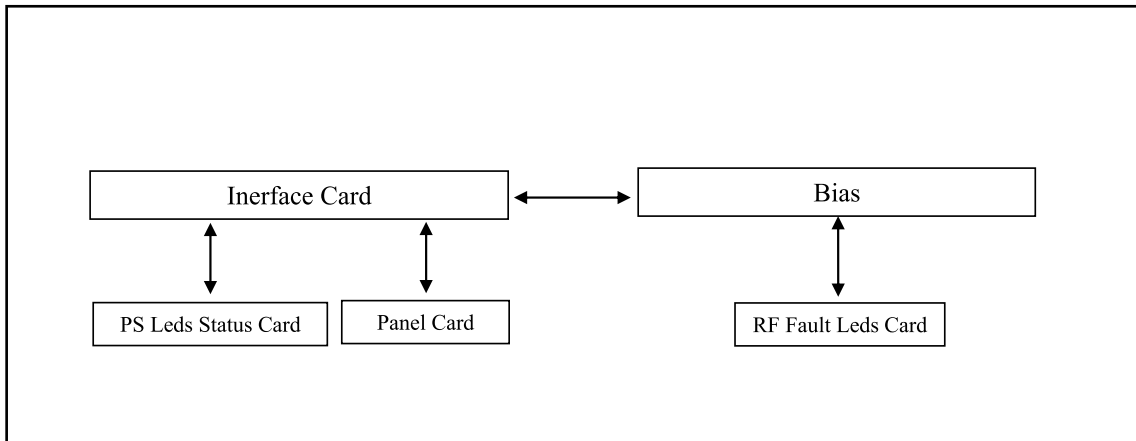 Inerface Card
Bias
PS Leds Status Card
Panel Card
RF Fault Leds Card